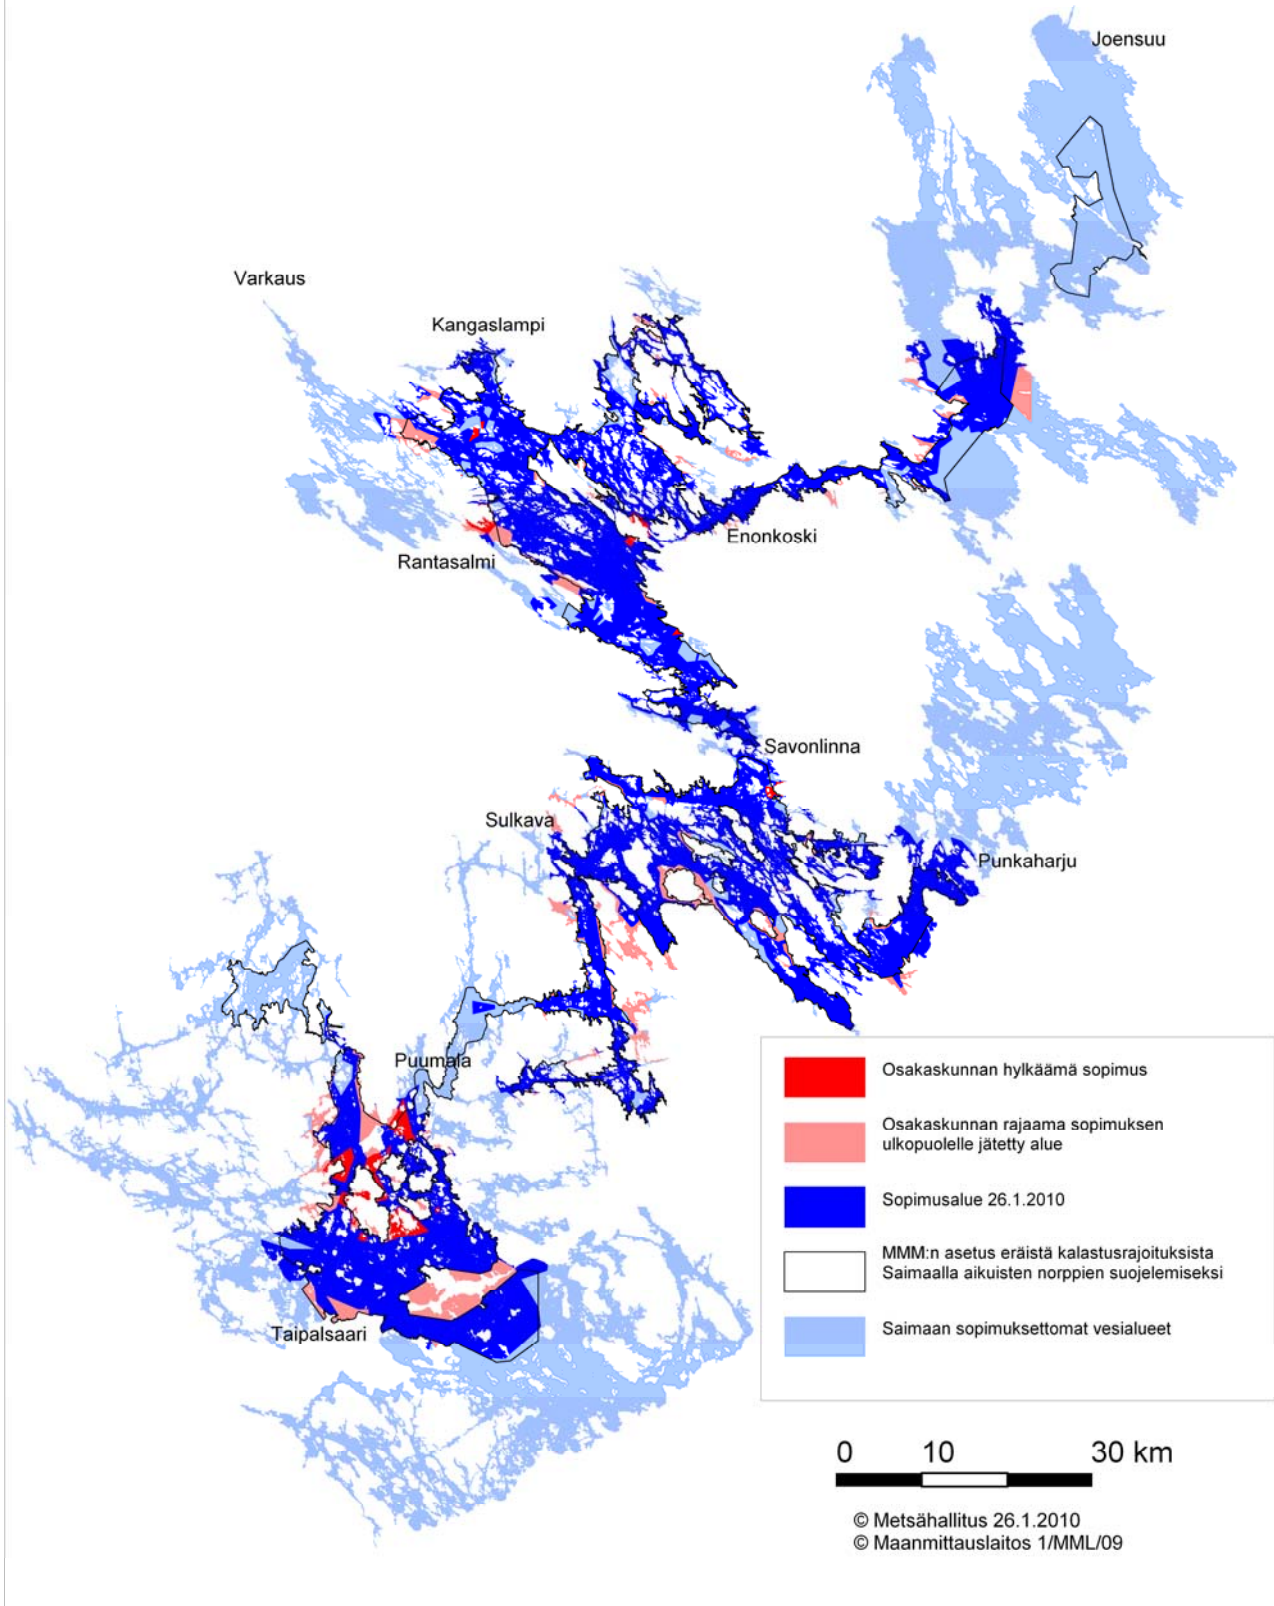 Joensuu
Varkaus
Kangaslampi
Enonkoski
Rantasalmi
Savonlinna
Sulkava
Punkaharju
Puumala
Taipalsaari
Osakaskunnan hylkäämä sopimus
Osakaskunnan rajaama sopimuksen
ulkopuolelle jätetty alue
Sopimusalue 26.1.2010
MMM:n asetus eräistä kalastusrajoituksista
Saimaalla aikuisten norppien suojelemiseksi
Saimaan sopimuksettomat vesialueet
0 10 30 km
© Metsähallitus 26.1.2010
© Maanmittauslaitos 1/MML/09